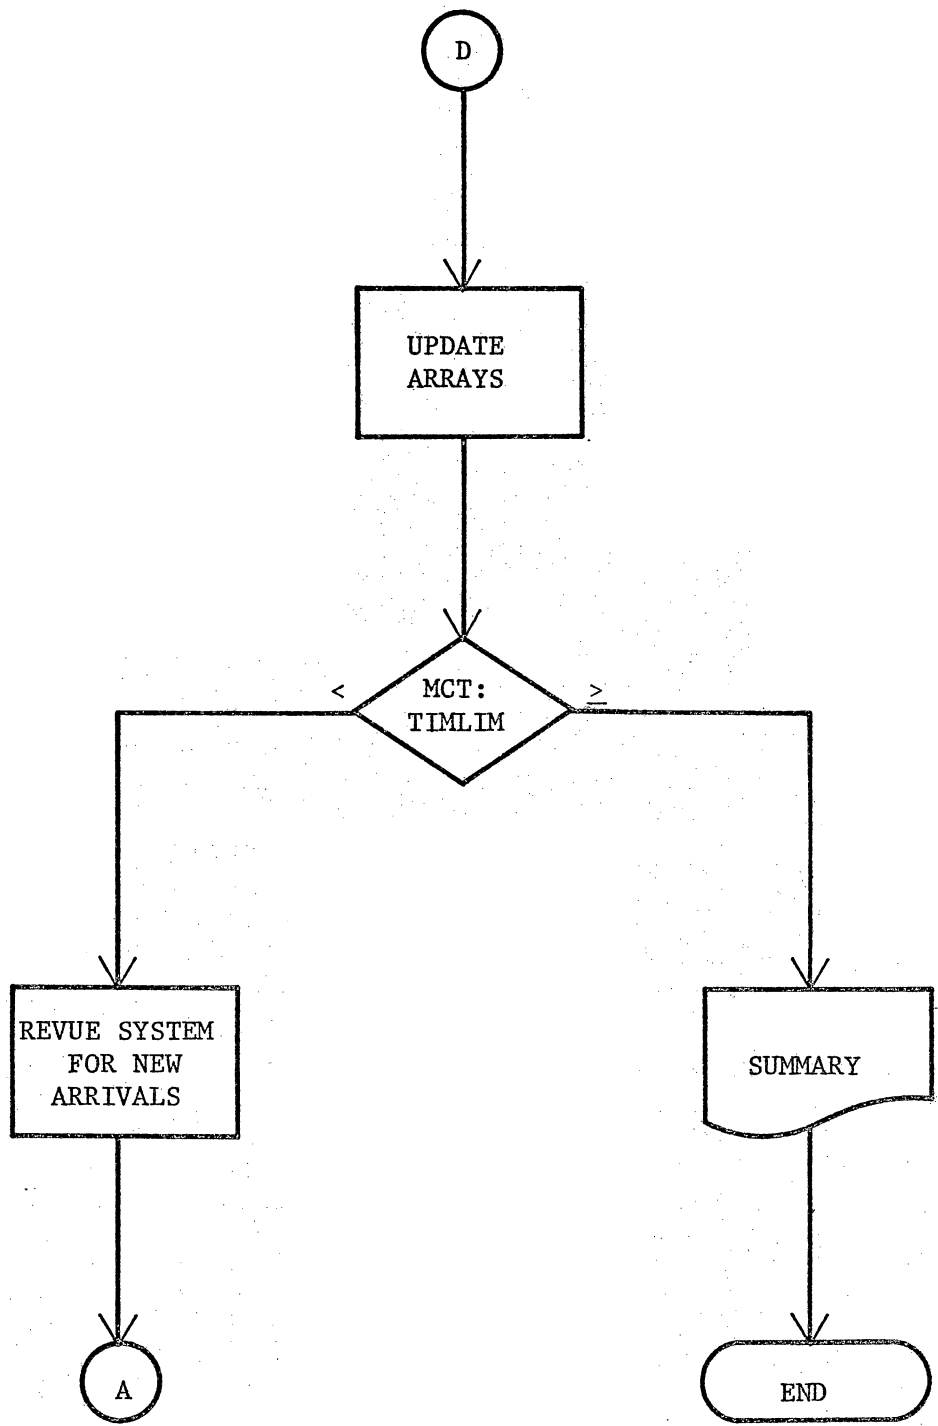 D
UPDATE
ARRAYS
< MCT: ≥
TIMLIM
REVUE SYSTEM
FOR NEW
ARRIVALS
SUMMARY
A
END